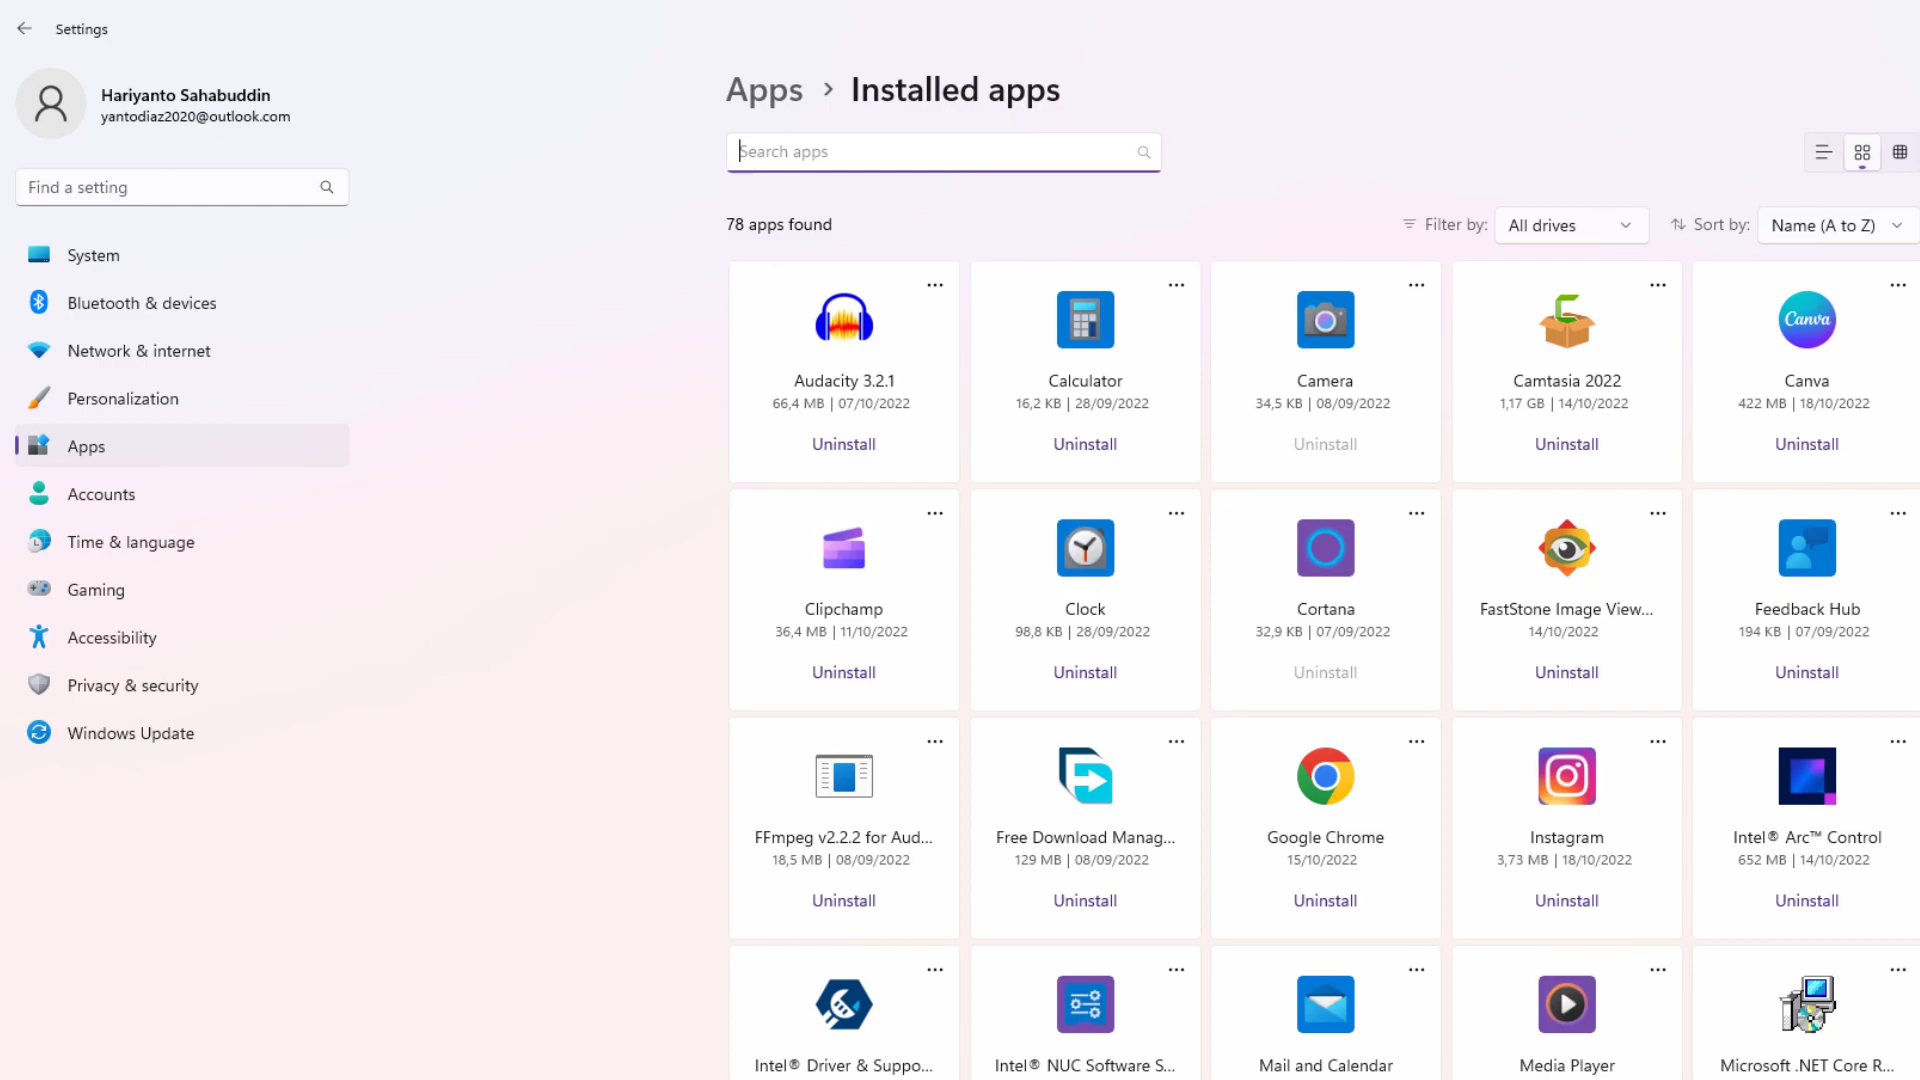 Settings
Hariyanto Sahabuddin
yantodiaz2020@outlook.com
Find a setting
System
Bluetooth & devices
Network & internet
Personalization
Apps
Accounts
Time & language
Gaming
Accessibility
Privacy & security
Windows Update
Apps > Installed apps
Search apps
78 apps found
Filter by: All drives
Sort by: Name (A to Z)
Audacity 3.2.1
66,4 MB | 07/10/2022
Uninstall
Calculator
16,2 KB | 28/09/2022
Uninstall
Camera
34,5 KB | 08/09/2022
Uninstall
Camtasia 2022
1,17 GB | 14/10/2022
Uninstall
Canva
Canva
422 MB | 18/10/2022
Uninstall
Clipchamp
36,4 MB | 11/10/2022
Uninstall
Clock
98,8 KB | 28/09/2022
Uninstall
Cortana
32,9 KB | 07/09/2022
Uninstall
FastStone Image View...
14/10/2022
Uninstall
Feedback Hub
194 KB | 07/09/2022
Uninstall
FFmpeg v2.2.2 for Aud...
18,5 MB | 08/09/2022
Uninstall
Free Download Manag...
129 MB | 08/09/2022
Uninstall
Google Chrome
15/10/2022
Uninstall
Instagram
3,73 MB | 18/10/2022
Uninstall
Intel® Arc™ Control
652 MB | 14/10/2022
Uninstall
Intel® Driver & Suppo...
Intel® NUC Software S...
Mail and Calendar
Media Player
Microsoft .NET Core R...